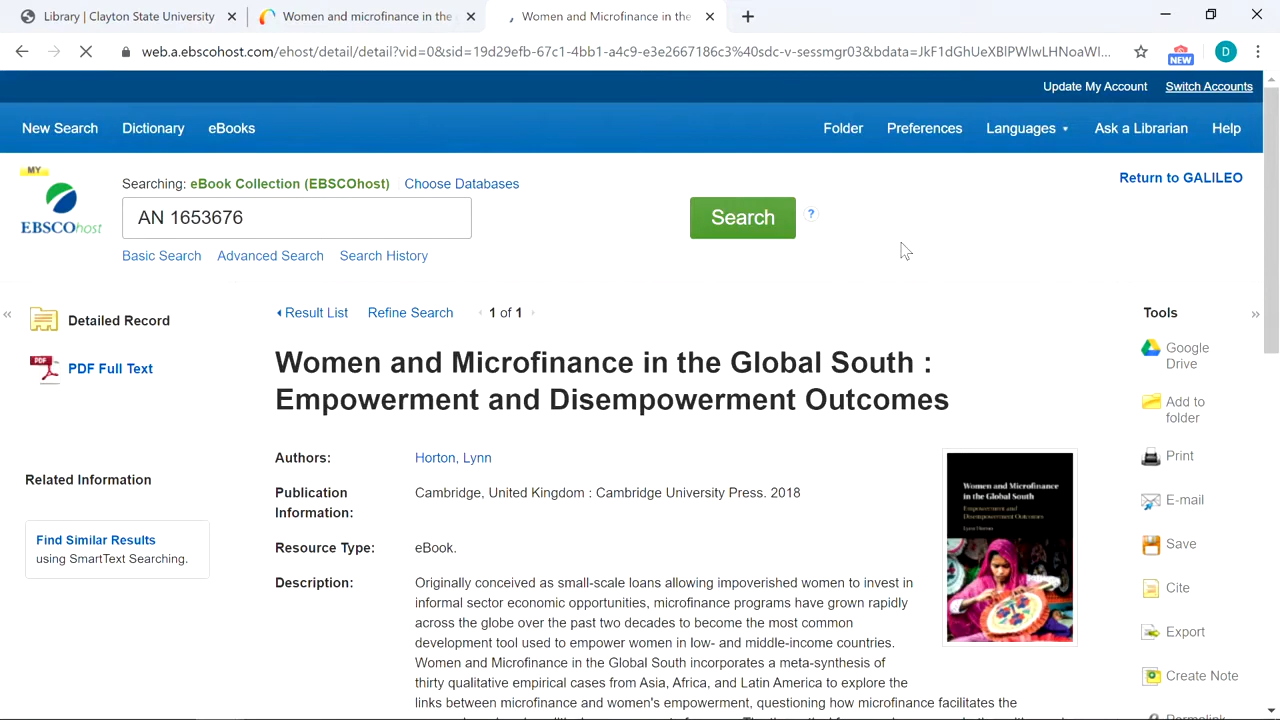 Library | Clayton State University
Women and microfinance in the g
Women and Microfinance in the
web.a.ebscohost.com/ehost/detail/detail?vid=0&sid=19d29efb-67c1-4bb1-a4c9-e3e2667186c3%40sdc-v-sessmgr03&bdata=JkF1dGhUeXBlPWlwLHNoaWI...
NEW
D
Update My Account
Switch Accounts
New Search
Dictionary
eBooks
Folder
Preferences
Languages
Ask a Librarian
Help
MY
EBSCOhost
Searching: eBook Collection (EBSCOhost)
Choose Databases
Return to GALILEO
AN 1653676
Search
?
Basic Search
Advanced Search
Search History
Detailed Record
PDF
PDF Full Text
Related Information
Find Similar Results
using SmartText Searching.
Result List
Refine Search
1 of 1
Women and Microfinance in the Global South :
Empowerment and Disempowerment Outcomes
Authors:
Horton, Lynn
Publication
Information:
Cambridge, United Kingdom : Cambridge University Press. 2018
Resource Type:
eBook.
Description:
Originally conceived as small-scale loans allowing impoverished women to invest in
informal sector economic opportunities, microfinance programs have grown rapidly
across the globe over the past two decades to become the most common
development tool used to empower women in low- and middle-income countries.
Women and Microfinance in the Global South incorporates a meta-synthesis of
thirty qualitative empirical cases from Asia, Africa, and Latin America to explore the
links between microfinance and women's empowerment, questioning how microfinance facilitates the
Women and Microfinance
in the Global South
Empowerment and
Disempowerment Outcomes
Lynn Horton
Tools
Google
Drive
Add to
folder
Print
E-mail
Save
Cite
Export
Create Note